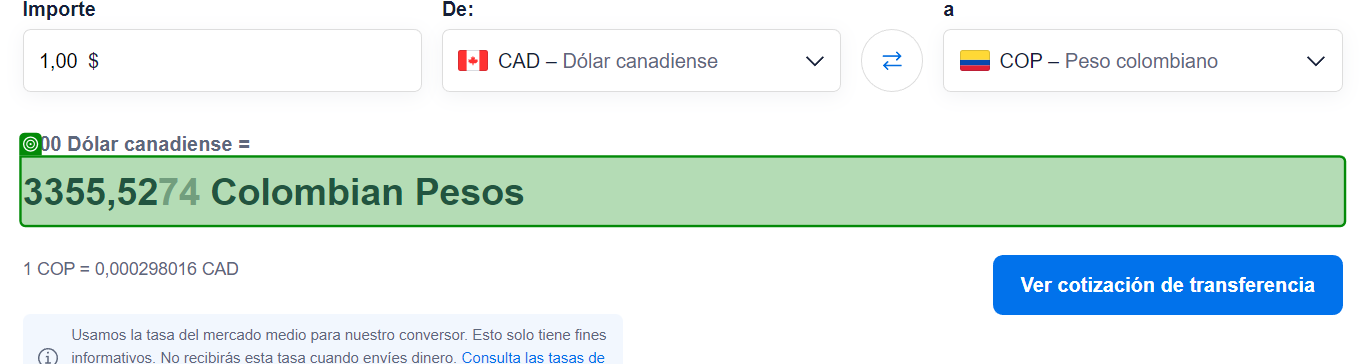 Importe
De:
a
1,00 $
CAD – Dólar canadiense
COP – Peso colombiano
00 Dólar canadiense =
3355,5274 Colombian Pesos
1 COP = 0,000298016 CAD
Ver cotización de transferencia
Usamos la tasa del mercado medio para nuestro conversor. Esto solo tiene fines
informativos. No recibirás esta tasa cuando envíes dinero. Consulta las tasas de